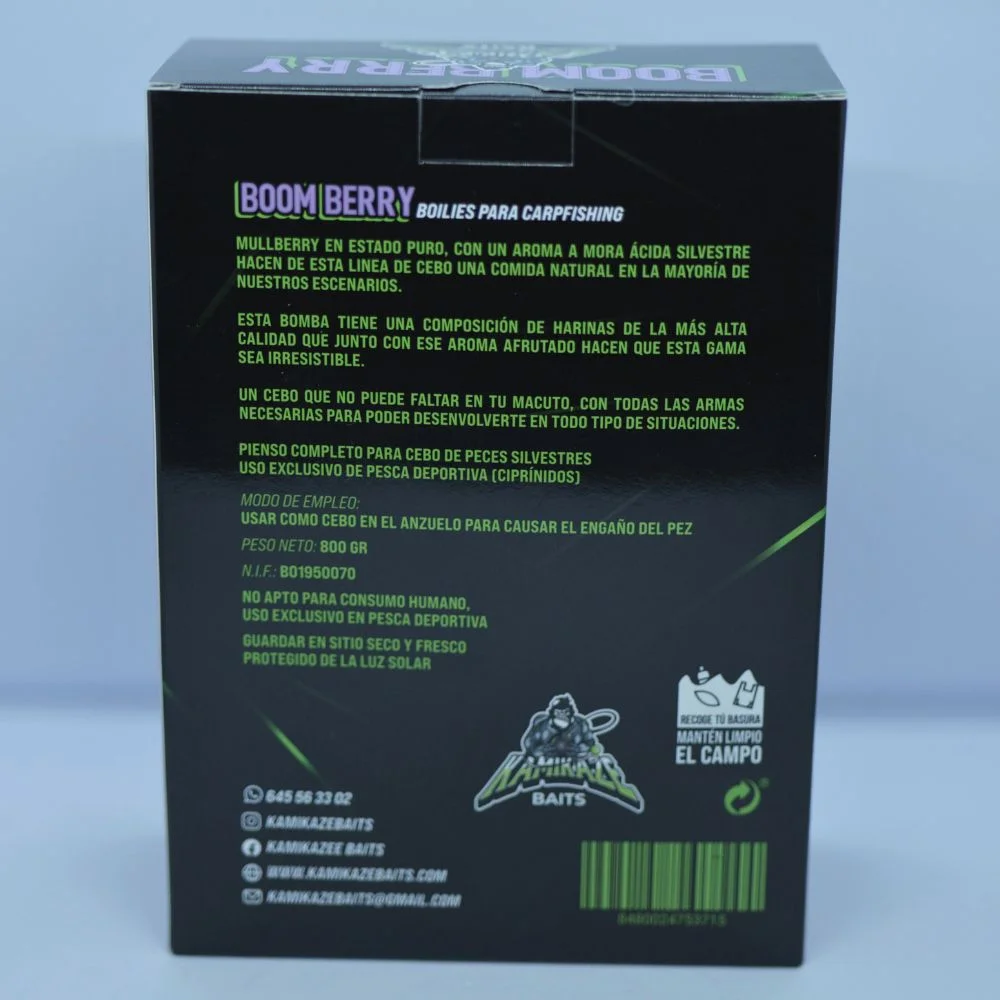 BOOM BERRY
BOOM BERRY BOILIES PARA CARPFISHING
MULLBERRY EN ESTADO PURO, CON UN AROMA A MORA ÁCIDA SILVESTRE
HACEN DE ESTA LINEA DE CEBO UNA COMIDA NATURAL EN LA MAYORÍA DE
NUESTROS ESCENARIOS.
ESTA BOMBA TIENE UNA COMPOSICIÓN DE HARINAS DE LA MÁS ALTA
CALIDAD QUE JUNTO CON ESE AROMA AFRUTADO HACEN QUE ESTA GAMA
SEA IRRESISTIBLE.
UN CEBO QUE NO PUEDE FALTAR EN TU MACUTO, CON TODAS LAS ARMAS
NECESARIAS PARA PODER DESENVOLVERTE EN TODO TIPO DE SITUACIONES.
PIENSO COMPLETO PARA CEBO DE PECES SILVESTRES
USO EXCLUSIVO DE PESCA DEPORTIVA (CIPRÍNIDOS)
MODO DE EMPLEO:
USAR COMO CEBO EN EL ANZUELO PARA CAUSAR EL ENGAÑO DEL PEZ
PESO NETO: 800 GR
N.I.F.: B01950070
NO APTO PARA CONSUMO HUMANO,
USO EXCLUSIVO EN PESCA DEPORTIVA
GUARDAR EN SITIO SECO Y FRESCO
PROTEGIDO DE LA LUZ SOLAR
RECOGE TÚ BASURA
MANTÉN LIMPIO
EL CAMPO
KAMIKAZE
BAITS
645 56 33 02
KAMIKAZEBAITS
KAMIKAZEE BAITS
WWW.KAMIKAZEBAITS.COM
KAMIKAZEBAITS@GMAIL.COM